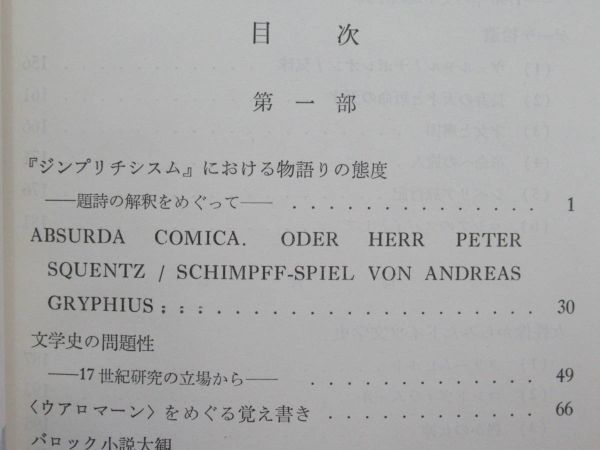 目次
第一部
『ジンプリチシスム』における物語りの態度
――題詩の解釈をめぐって―― . . . . . . . . . . . . . . 1
ABSURDA COMICA. ODER HERR PETER
SQUENTZ / SCHIMPFF-SPIEL VON ANDREAS
GRYPHIUS ; : : . . . . . . . . . . . . . . . . . 30
文学史の問題性
――17世紀研究の立場から―― . . . . . . . . . . . . . 49
〈ウアロマーン〉をめぐる覚え書き . . . . . . . . . . . . 66
バロック小説大観